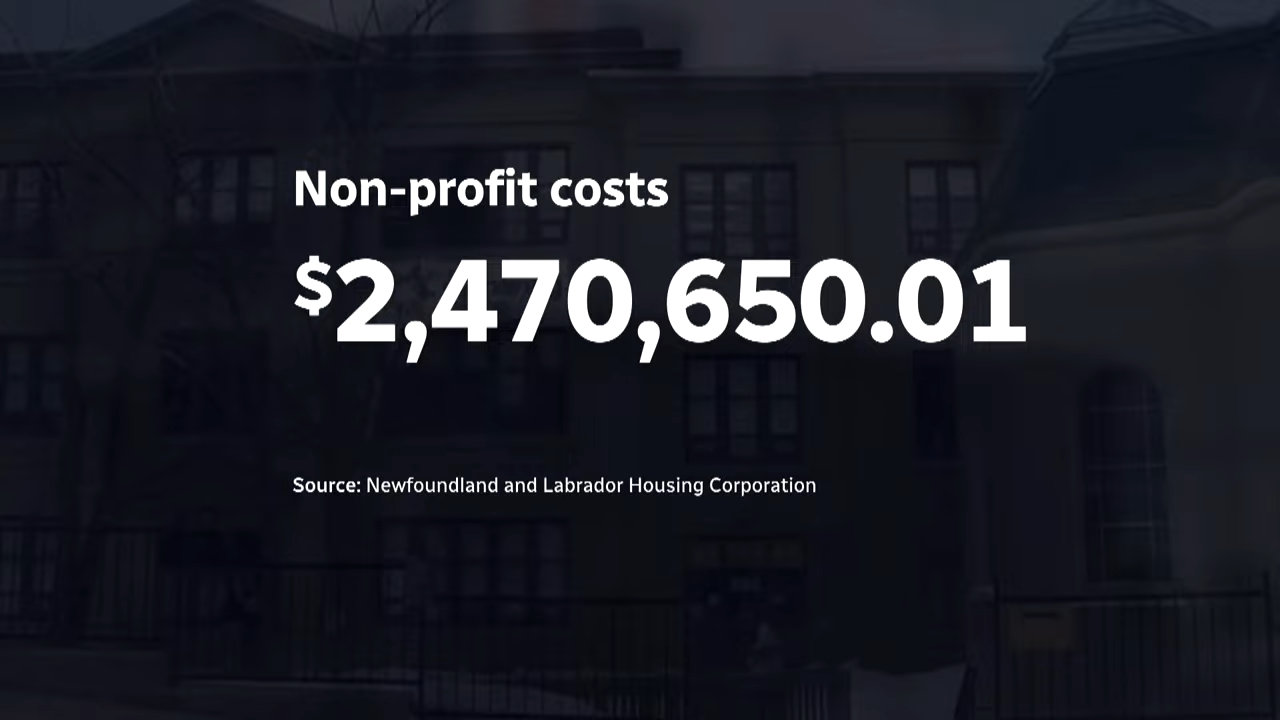 Non-profit costs
$2,470,650.01
Source: Newfoundland and Labrador Housing Corporation